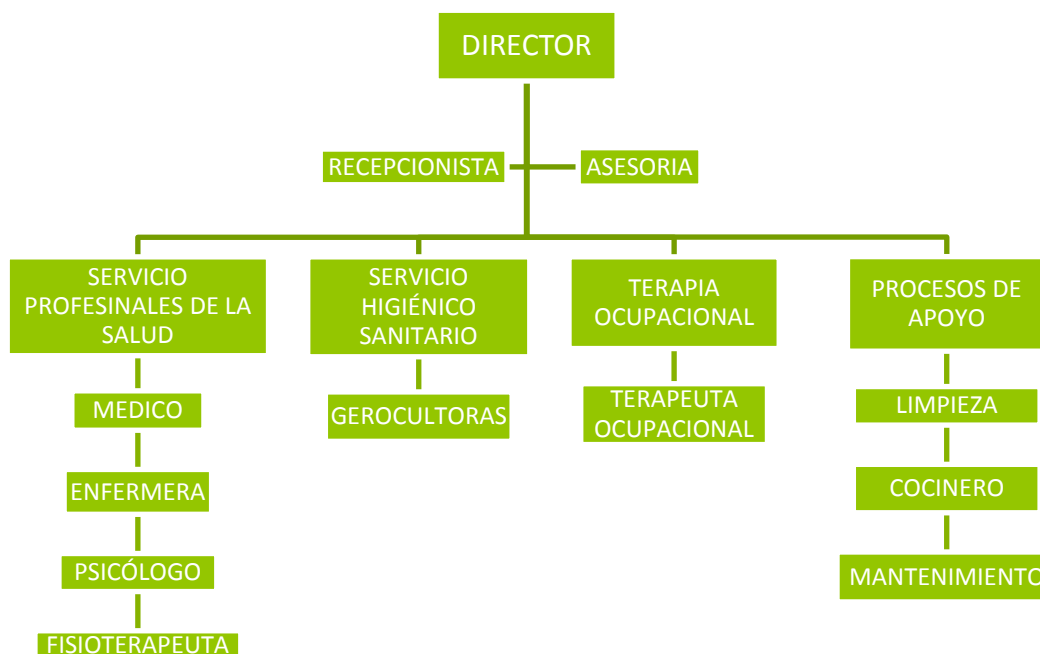 DIRECTOR
RECEPCIONISTA
ASESORIA
SERVICIO
PROFESINALES DE LA
SALUD
MEDICO
ENFERMERA
PSICÓLOGO
FISIOTERAPEUTA
SERVICIO
HIGIÉNICO
SANITARIO
GEROCULTORAS
TERAPIA
OCUPACIONAL
TERAPEUTA
OCUPACIONAL
PROCESOS DE
APOYO
LIMPIEZA
COCINERO
MANTENIMIENTO